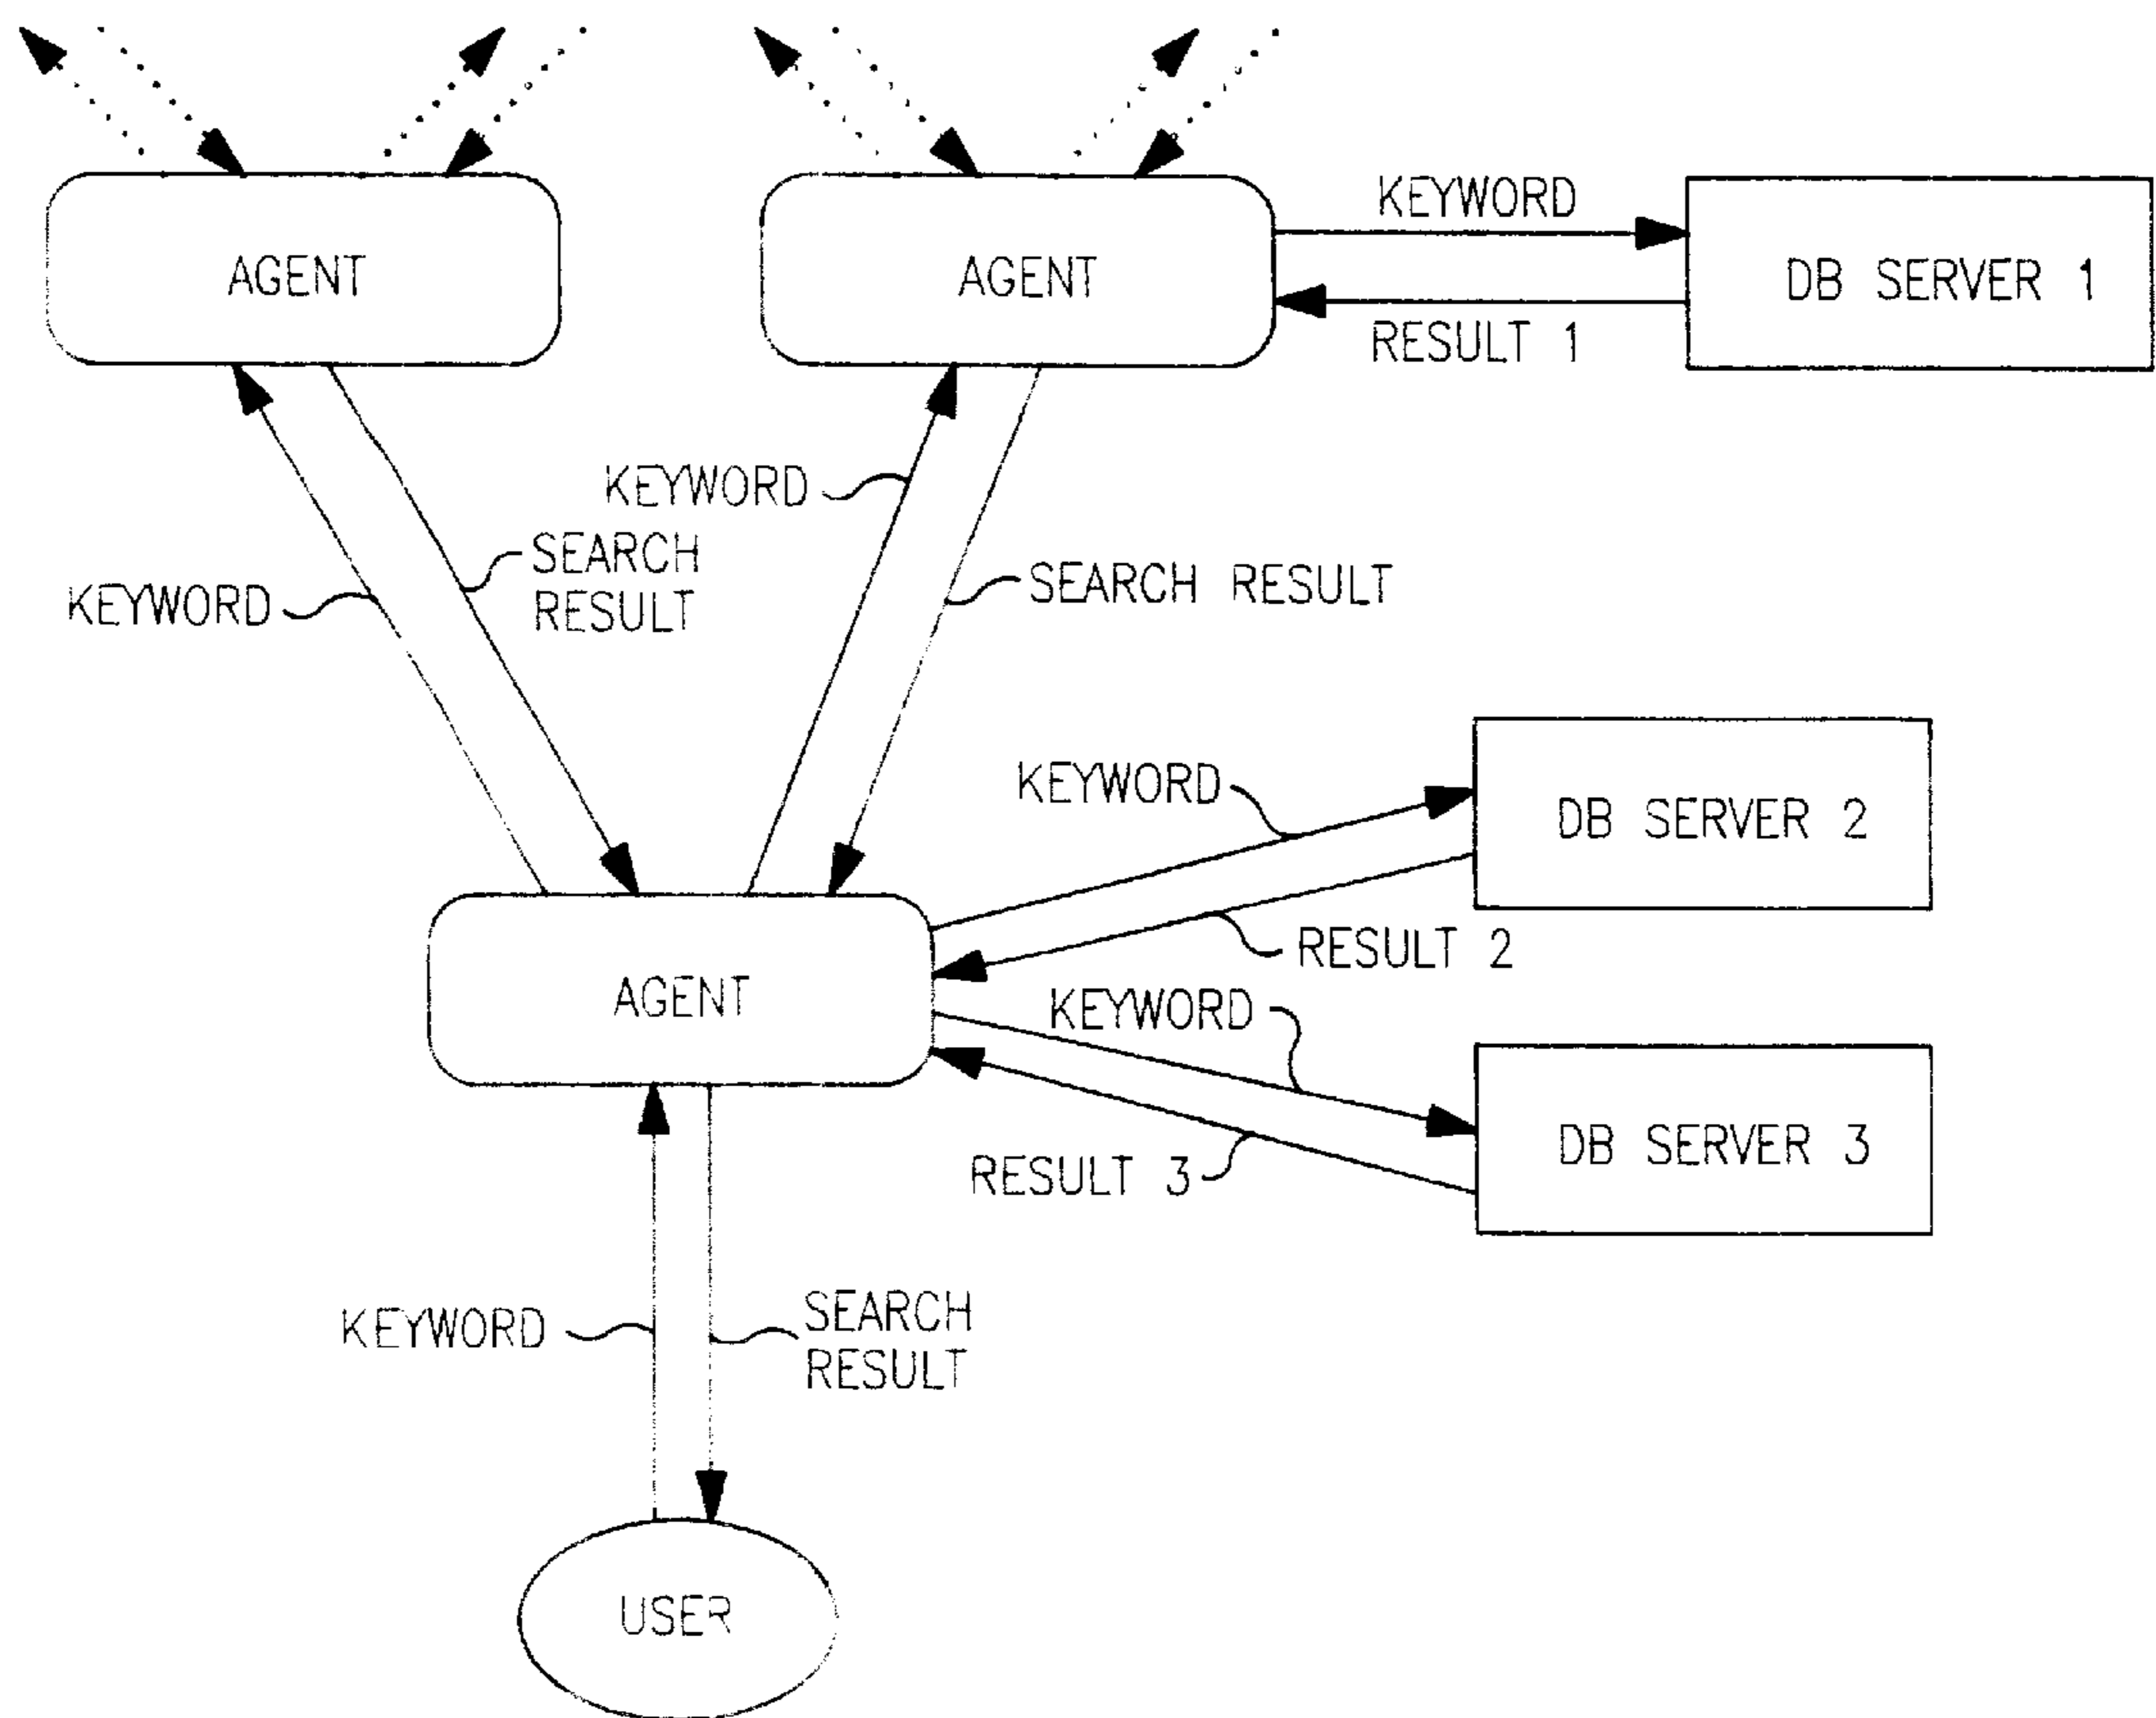 KEYWORD
AGENT
AGENT
DB SERVER 1
RESULT 1
KEYWORD
SEARCH
RESULT
KEYWORD
SEARCH RESULT
KEYWORD
DB SERVER 2
RESULT 2
AGENT
KEYWORD
DB SERVER 3
RESULT 3
KEYWORD
SEARCH
RESULT
USER